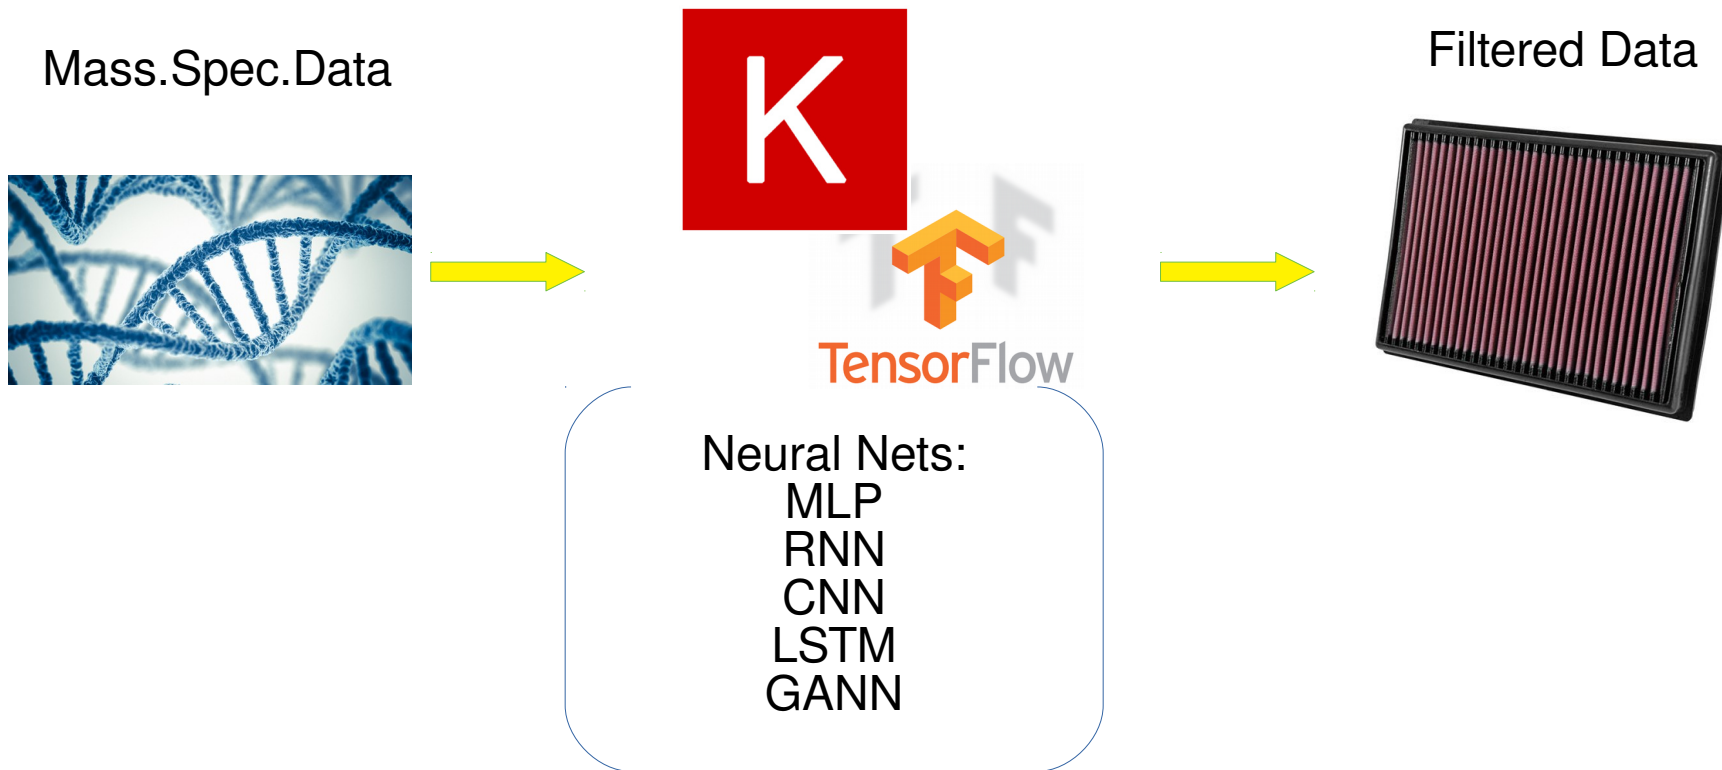 Mass.Spec.Data
K
TensorFlow
Filtered Data
Neural Nets:
MLP
RNN
CNN
LSTM
GANN